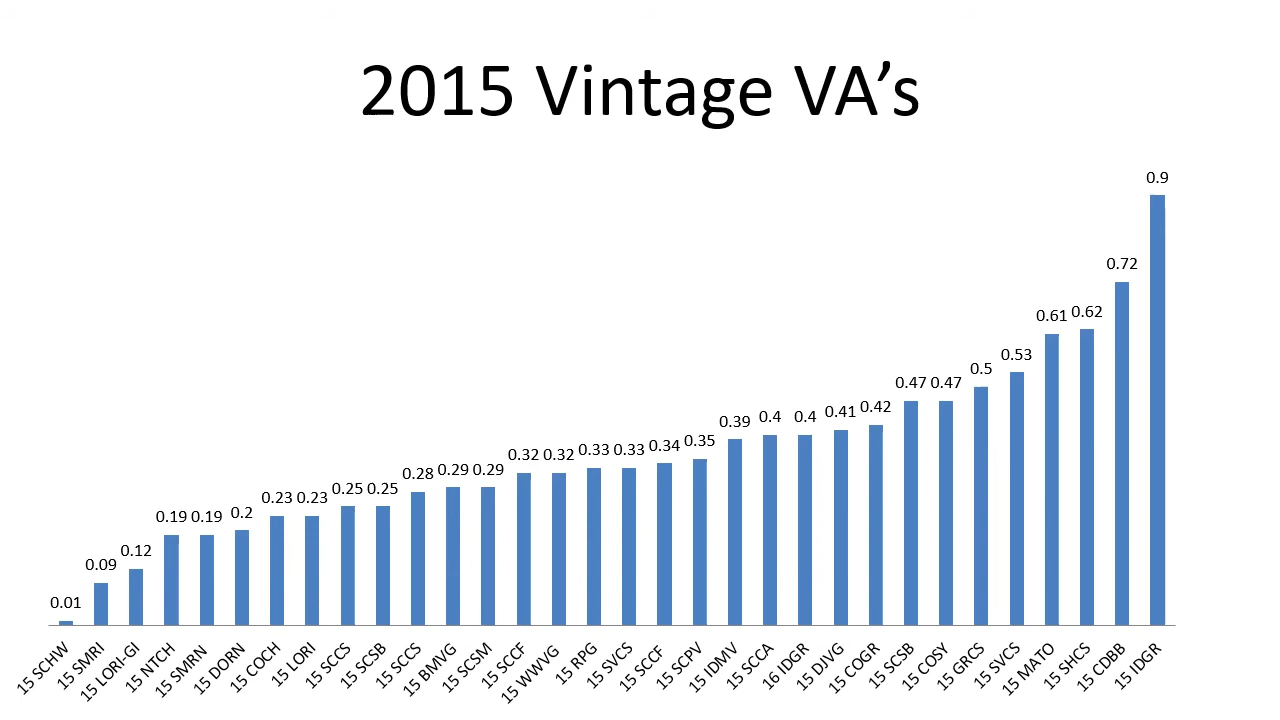 2015 Vintage VA’s
0.9
0.72
0.61 0.62
0.53
0.5
0.47 0.47
0.39 0.4 0.4 0.41 0.42
0.32 0.32 0.33 0.33 0.34 0.35
0.28 0.29 0.29
0.23 0.23 0.25 0.25
0.19 0.19 0.2
0.12
0.09
0.01
15 SCHW
15 SMRI
15 LORI-GI
15 NTCH
15 SMRN
15 DORN
15 COCH
15 LORI
15 SCCS
15 SCSB
15 SCCS
15 BMVG
15 SCSM
15 SCCF
15 WWVG
15 RPG
15 SVCS
15 SCCF
15 SCPV
15 IDMV
15 SCCA
16 IDGR
15 DJVG
15 COGR
15 SCSB
15 COSY
15 GRCS
15 SVCS
15 MATO
15 SHCS
15 CDBB
15 IDGR